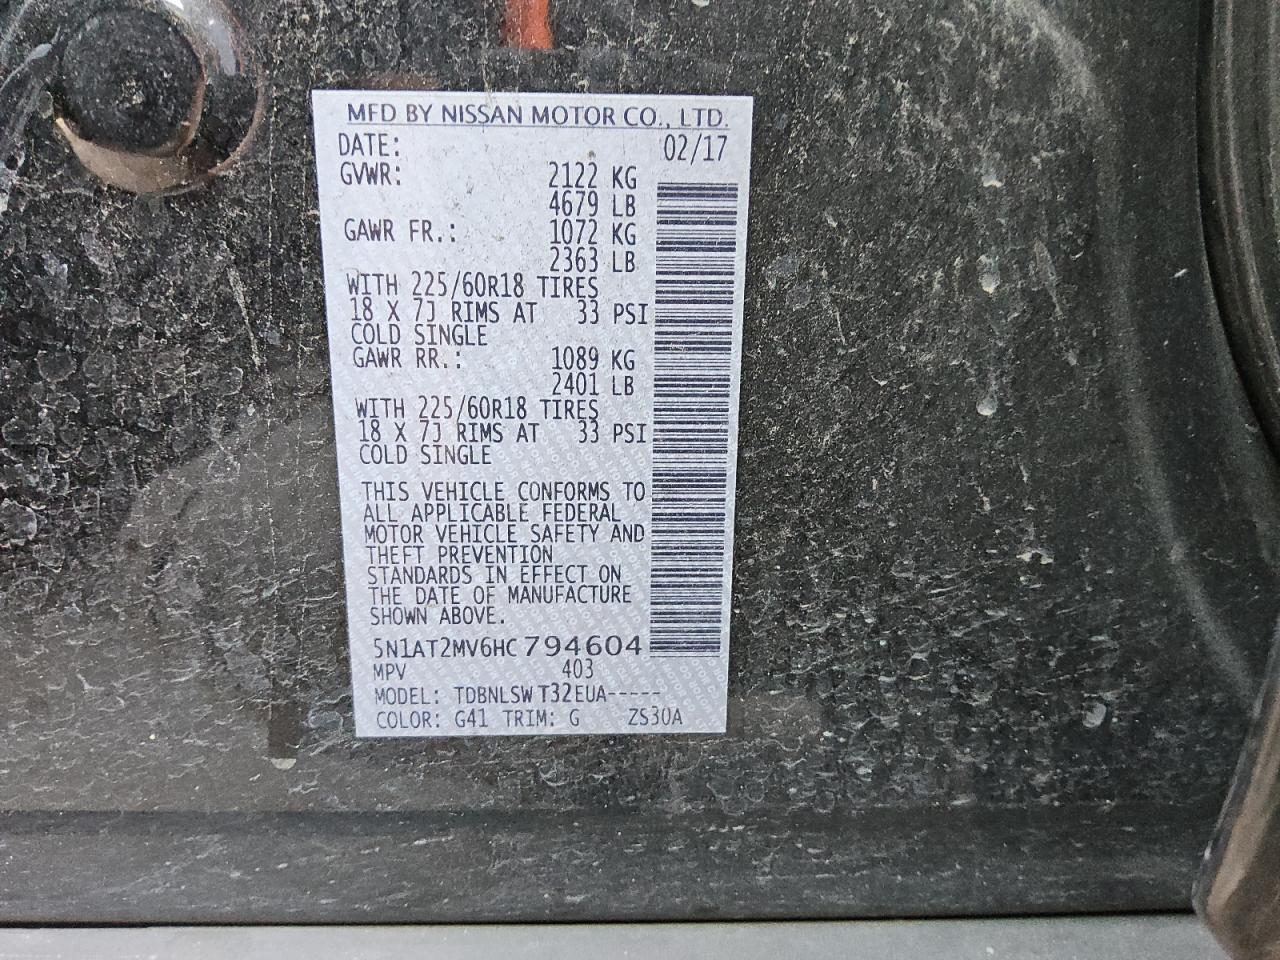 MFD BY NISSAN MOTOR CO., LTD.
DATE: 02/17
GVWR: 2122 KG
4679 LB
GAWR FR.: 1072 KG
2363 LB
WITH 225/60R18 TIRES
18 X 7J RIMS AT 33 PSI
COLD SINGLE
GAWR RR.: 1089 KG
2401 LB
WITH 225/60R18 TIRES
18 X 7J RIMS AT 33 PSI
COLD SINGLE
THIS VEHICLE CONFORMS TO
ALL APPLICABLE FEDERAL
MOTOR VEHICLE SAFETY AND
THEFT PREVENTION
STANDARDS IN EFFECT ON
THE DATE OF MANUFACTURE
SHOWN ABOVE.
5N1AT2MV6HC794604
MPV 403
MODEL: TDBNLSWT32EUA-----
COLOR: G41 TRIM: G ZS30A